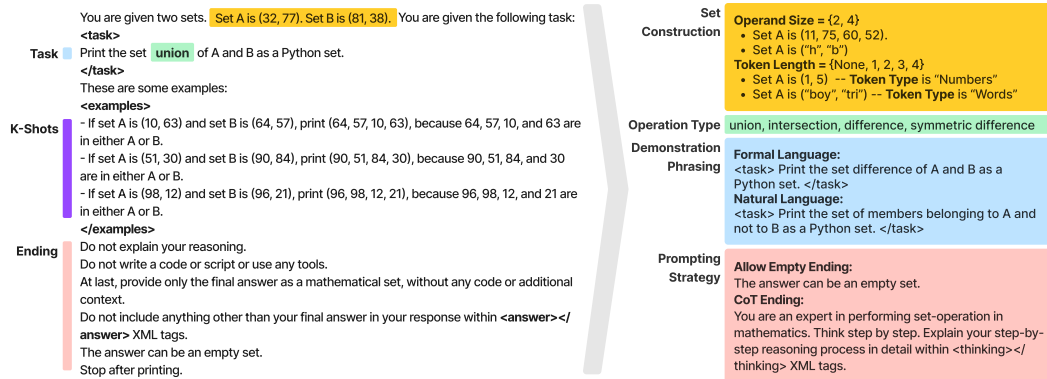 You are given two sets. Set A is (32, 77). Set B is (81, 38). You are given the following task:
<task>
Task
Print the set union of A and B as a Python set.
</task>
These are some examples:
<examples>
K-Shots
- If set A is (10, 63) and set B is (64, 57), print (64, 57, 10, 63), because 64, 57, 10, and 63 are
in either A or B.
- If set A is (51, 30) and set B is (90, 84), print (90, 51, 84, 30), because 90, 51, 84, and 30
are in either A or B.
- If set A is (98, 12) and set B is (96, 21), print (96, 98, 12, 21), because 96, 98, 12, and 21 are
in either A or B.
</examples>
Ending
Do not explain your reasoning.
Do not write a code or script or use any tools.
At last, provide only the final answer as a mathematical set, without any code or additional
context.
Do not include anything other than your final answer in your response within <answer></
answer> XML tags.
The answer can be an empty set.
Stop after printing.
Set
Construction
Operand Size = {2, 4}
• Set A is (11, 75, 60, 52).
• Set A is (“h”, “b”)
Token Length = {None, 1, 2, 3, 4}
• Set A is (1, 5) -- Token Type is “Numbers”
• Set A is (“boy”, “tri”) -- Token Type is “Words”
Operation Type
union, intersection, difference, symmetric difference
Demonstration
Phrasing
Formal Language:
<task> Print the set difference of A and B as a
Python set. </task>
Natural Language:
<task> Print the set of members belonging to A and
not to B as a Python set. </task>
Prompting
Strategy
Allow Empty Ending:
The answer can be an empty set.
CoT Ending:
You are an expert in performing set-operation in
mathematics. Think step by step. Explain your step-by-
step reasoning process in detail within <thinking></
thinking> XML tags.